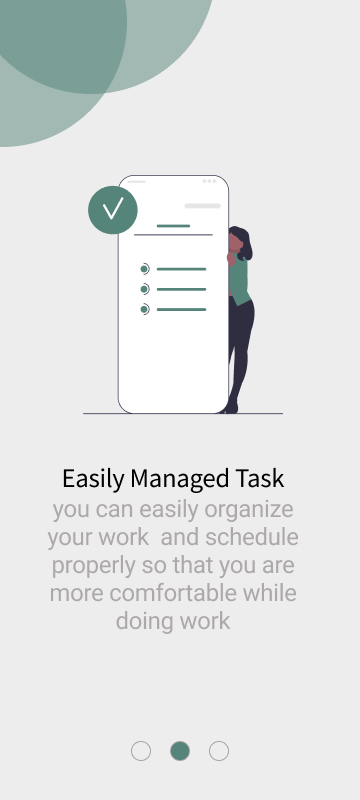 Easily Managed Task
you can easily organize
your work  and schedule
properly so that you are
more comfortable while
doing work